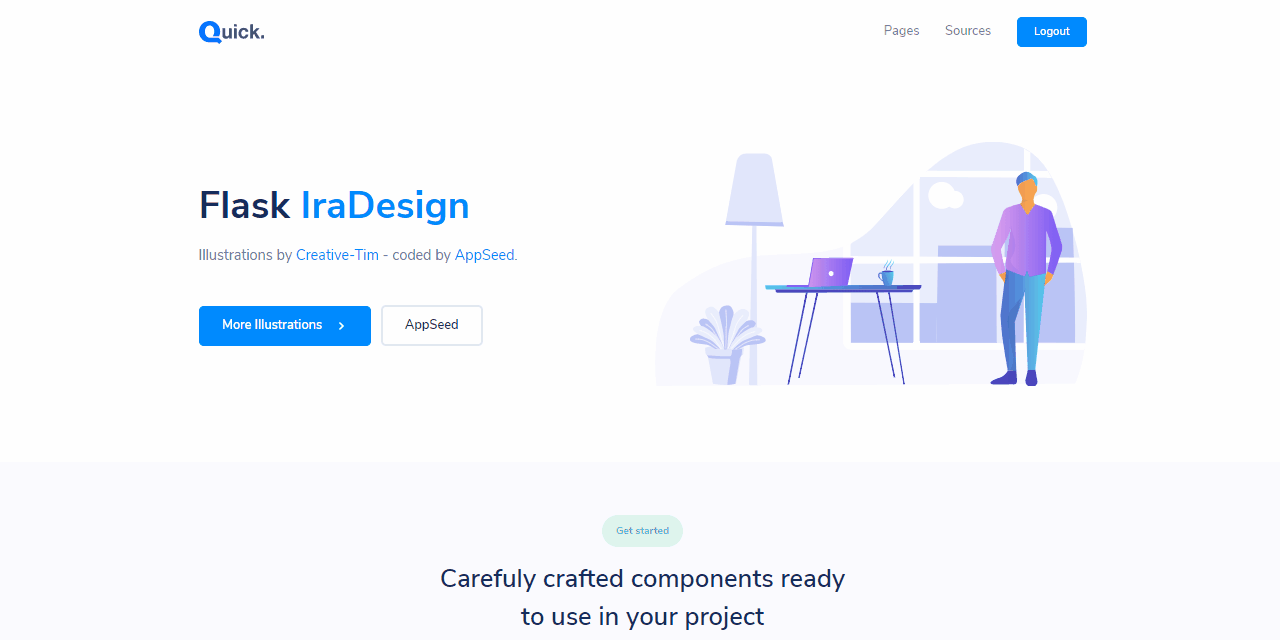 Quick.
Pages
Sources
Logout
Flask IraDesign
Illustrations by Creative-Tim - coded by AppSeed.
More Illustrations
AppSeed
Get started
Carefuly crafted components ready
to use in your project